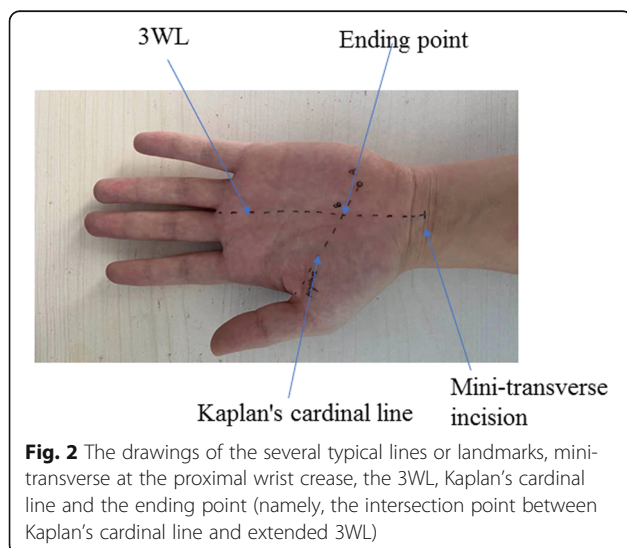 3WL
Ending point
Kaplan's cardinal line
Mini-transverse
incision
Fig. 2 The drawings of the several typical lines or landmarks, mini-
transverse at the proximal wrist crease, the 3WL, Kaplan’s cardinal
line and the ending point (namely, the intersection point between
Kaplan’s cardinal line and extended 3WL)